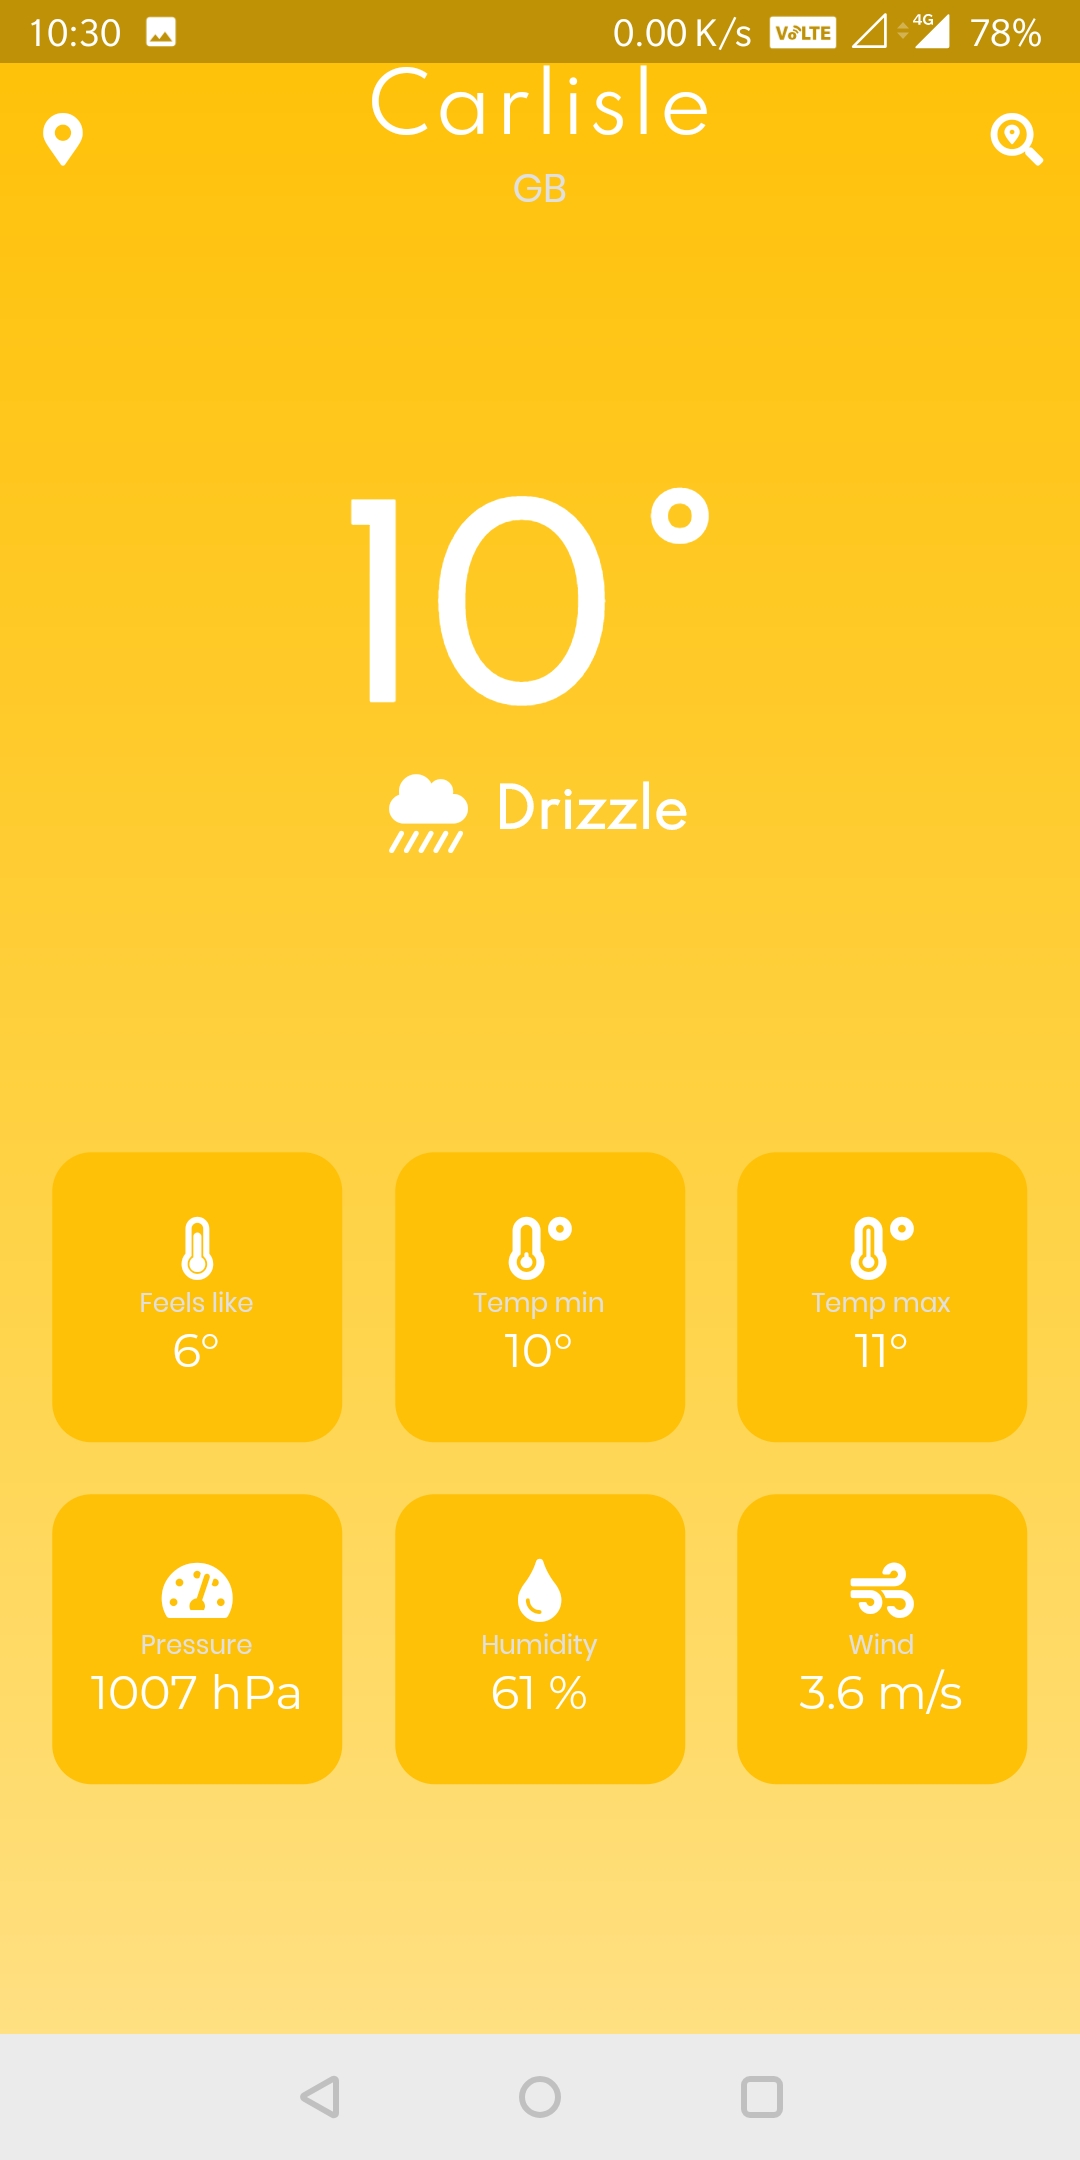 10:30 0.00 K/s VoLTE 4G 78%
Carlisle
GB
10°
Drizzle
Feels like Temp min Temp max
6° 10° 11°
Pressure Humidity Wind
1007 hPa 61 % 3.6 m/s